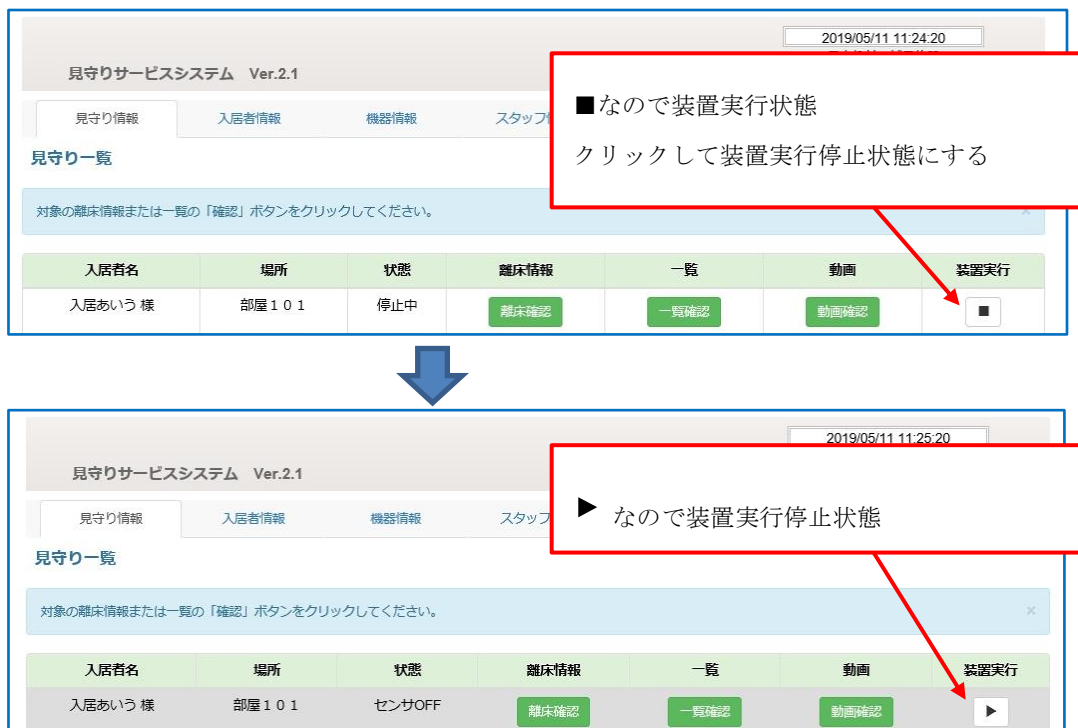 2019/05/11 11:24:20
見守りサービスシステム Ver.2.1
見守り情報 入居者情報 機器情報 スタッフ
■なので装置実行状態
クリックして装置実行停止状態にする
見守り一覧
対象の離床情報または一覧の「確認」ボタンをクリックしてください。 ×
入居者名 場所 状態 離床情報 一覧 動画 装置実行
入居あいう 様 部屋１０１ 停止中 離床確認 一覧確認 動画確認 ■
2019/05/11 11:25:20
見守りサービスシステム Ver.2.1
見守り情報 入居者情報 機器情報 スタッフ
▶ なので装置実行停止状態
見守り一覧
対象の離床情報または一覧の「確認」ボタンをクリックしてください。 ×
入居者名 場所 状態 離床情報 一覧 動画 装置実行
入居あいう 様 部屋１０１ センサOFF 離床確認 一覧確認 動画確認 ▶